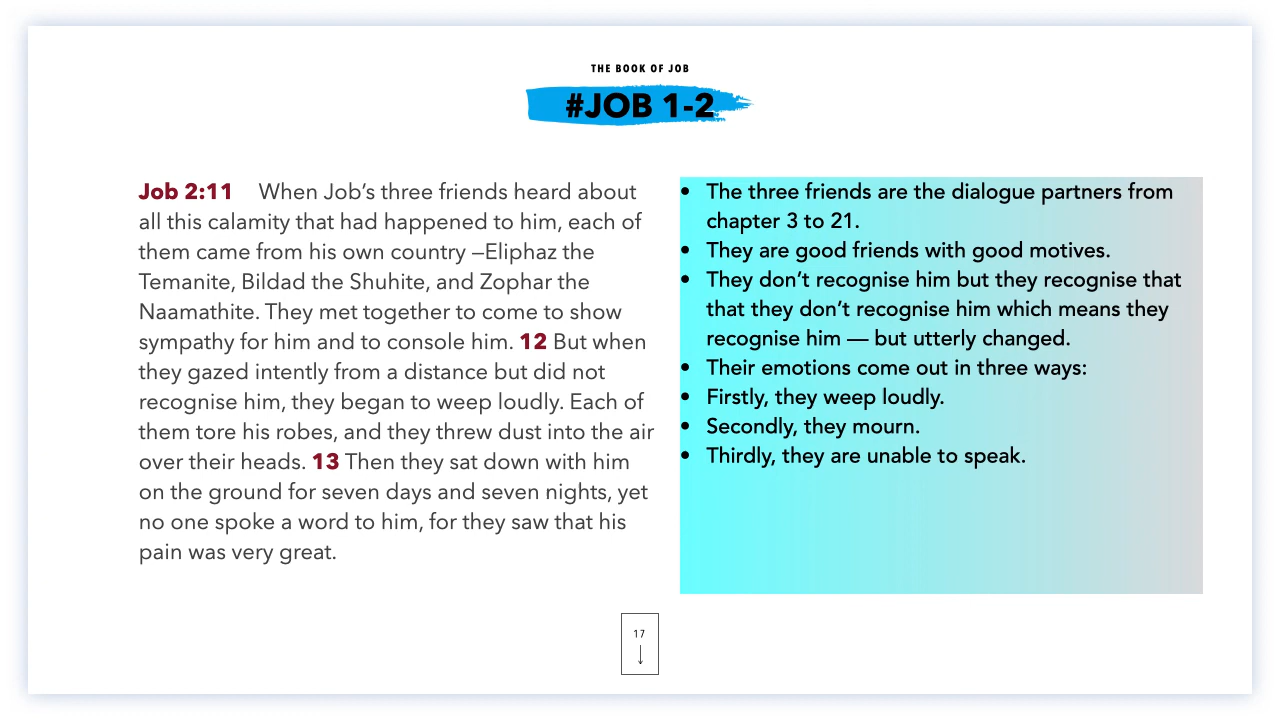 THE BOOK OF JOB
#JOB 1-2
Job 2:11 When Job’s three friends heard about
all this calamity that had happened to him, each of
them came from his own country –Eliphaz the
Temanite, Bildad the Shuhite, and Zophar the
Naamathite. They met together to come to show
sympathy for him and to console him. 12 But when
they gazed intently from a distance but did not
recognise him, they began to weep loudly. Each of
them tore his robes, and they threw dust into the air
over their heads. 13 Then they sat down with him
on the ground for seven days and seven nights, yet
no one spoke a word to him, for they saw that his
pain was very great.
• The three friends are the dialogue partners from
chapter 3 to 21.
• They are good friends with good motives.
• They don’t recognise him but they recognise that
that they don’t recognise him which means they
recognise him — but utterly changed.
• Their emotions come out in three ways:
• Firstly, they weep loudly.
• Secondly, they mourn.
• Thirdly, they are unable to speak.
17